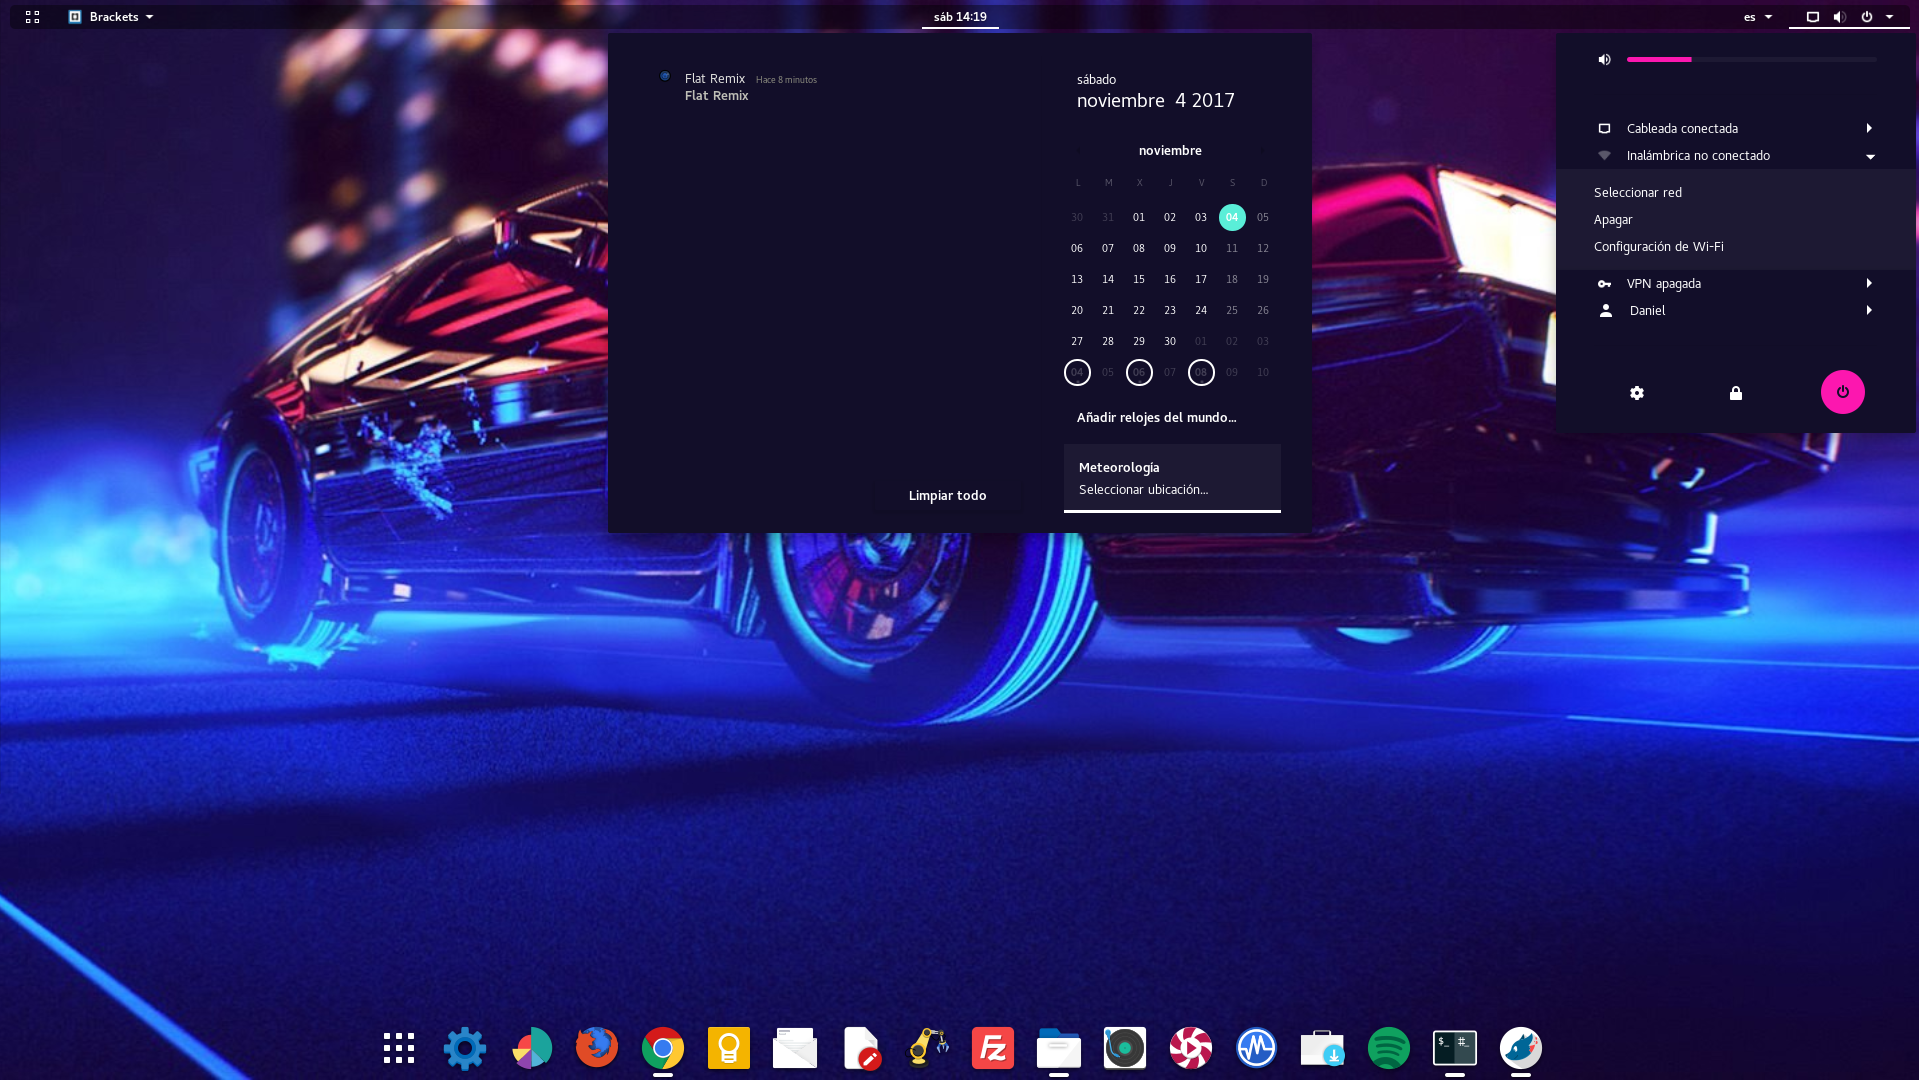 Brackets
sáb 14:19
es
Flat Remix Hace 8 minutos
Flat Remix
Limpiar todo
sábado
noviembre 4 2017
noviembre
L M X J V S D
30 31 01 02 03 04 05
06 07 08 09 10 11 12
13 14 15 16 17 18 19
20 21 22 23 24 25 26
27 28 29 30 01 02 03
04 05 06 07 08 09 10
Añadir relojes del mundo...
Meteorología
Seleccionar ubicación...
Cableada conectada
Inalámbrica no conectado
Seleccionar red
Apagar
Configuración de Wi-Fi
VPN apagada
Daniel
FZ
$_ #_